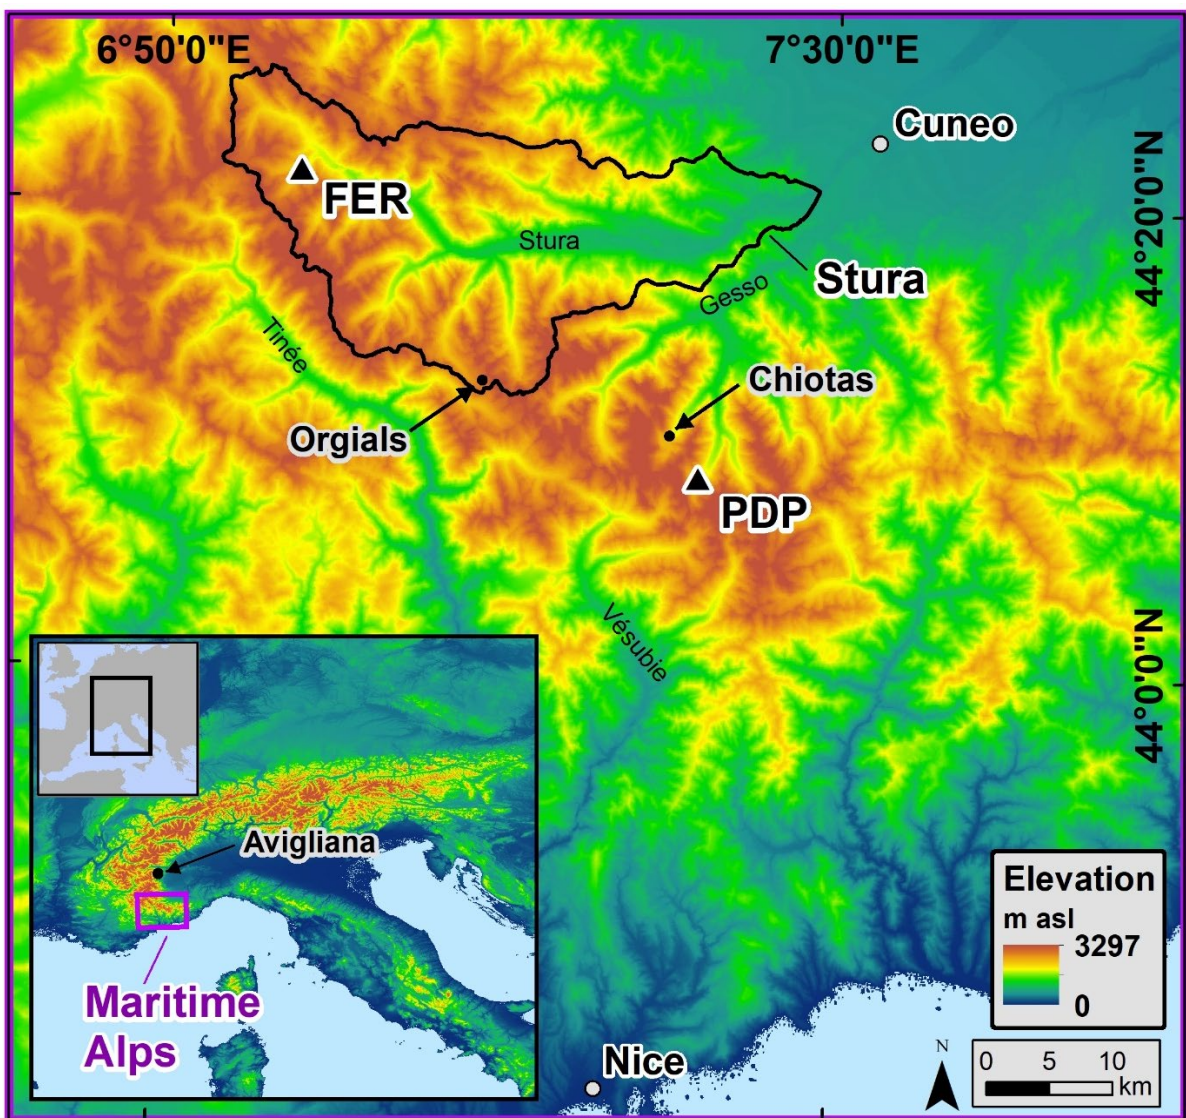 6°50'0"E
7°30'0"E
Cuneo
FER
44°20'0"N
Stura
Stura
Gesso
Tinée
Chiotas
Orgials
PDP
Vésubie
44°0'0"N
Avigliana
Maritime
Alps
Elevation
m asl
3297
0
Nice
N
0 5 10
km